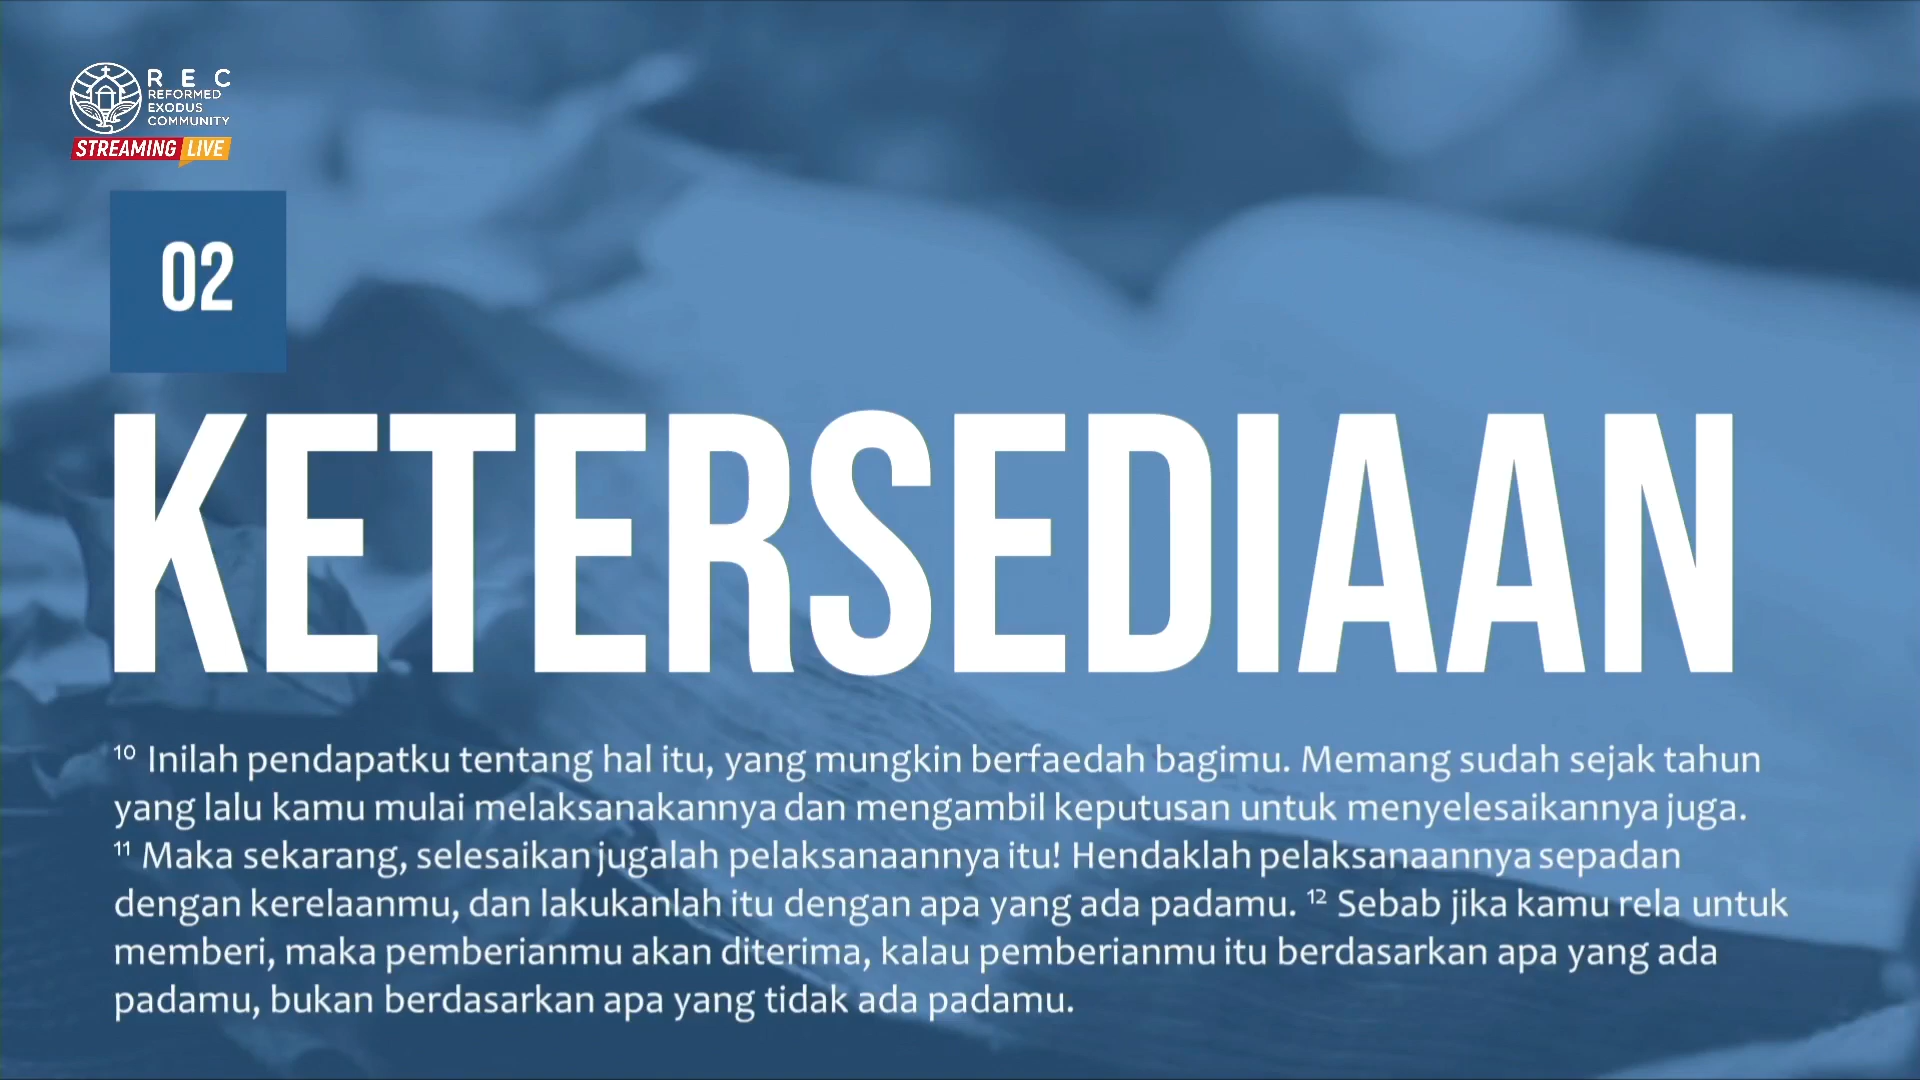 REC
REFORMED
EXODUS
COMMUNITY
STREAMING LIVE
02
KETERSEDIAAN
¹⁰ Inilah pendapatku tentang hal itu, yang mungkin berfaedah bagimu. Memang sudah sejak tahun
yang lalu kamu mulai melaksanakannya dan mengambil keputusan untuk menyelesaikannya juga.
¹¹ Maka sekarang, selesaikan jugalah pelaksanaannya itu! Hendaklah pelaksanaannya sepadan
dengan kerelaanmu, dan lakukanlah itu dengan apa yang ada padamu. ¹² Sebab jika kamu rela untuk
memberi, maka pemberianmu akan diterima, kalau pemberianmu itu berdasarkan apa yang ada
padamu, bukan berdasarkan apa yang tidak ada padamu.